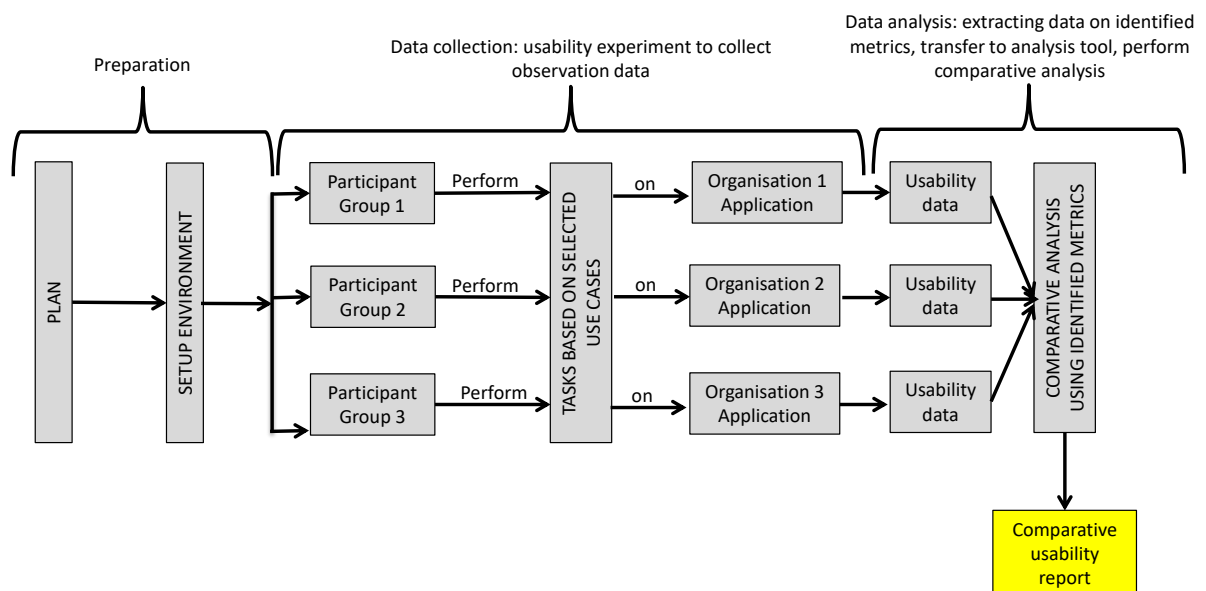 Preparation
Data collection: usability experiment to collect
observation data
Data analysis: extracting data on identified
metrics, transfer to analysis tool, perform
comparative analysis
PLAN
SETUP ENVIRONMENT
Participant
Group 1
Perform
Participant
Group 2
Perform
Participant
Group 3
Perform
TASKS BASED ON SELECTED
USE CASES
on
Organisation 1
Application
on
Organisation 2
Application
on
Organisation 3
Application
Usability
data
Usability
data
Usability
data
COMPARATIVE ANALYSIS
USING IDENTIFIED METRICS
Comparative
usability
report